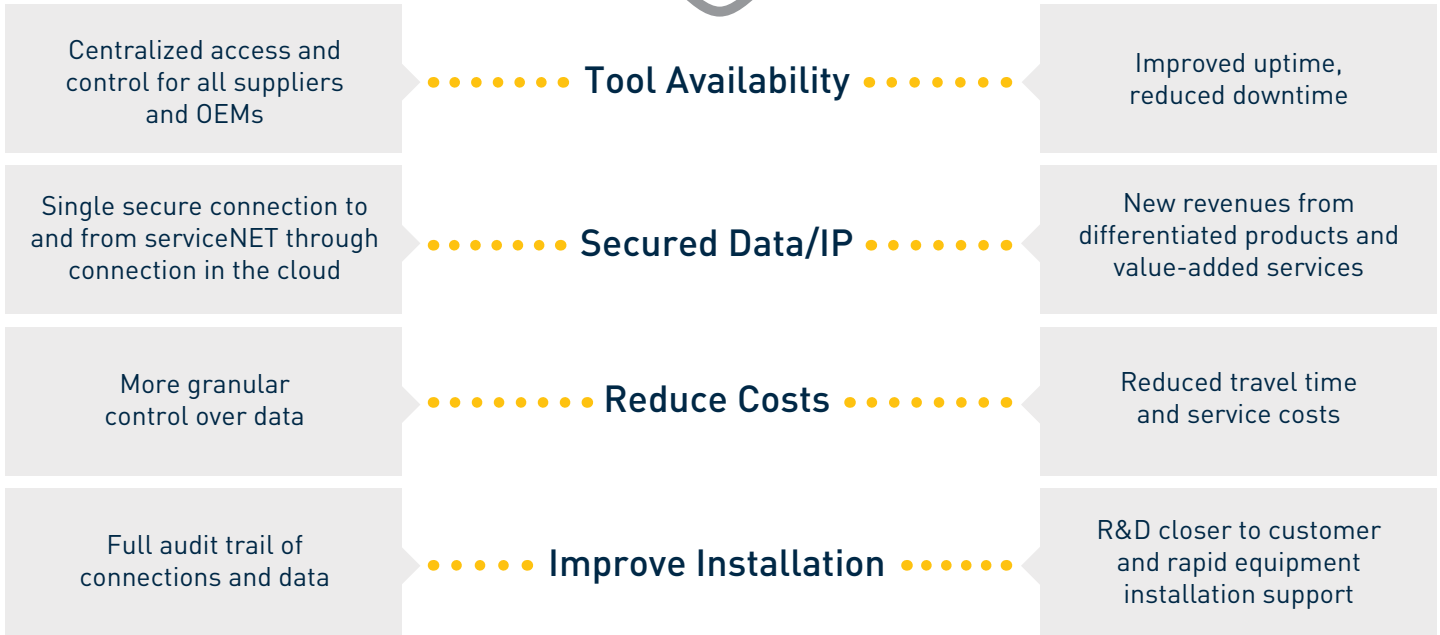 Centralized access and
control for all suppliers
and OEMs
Tool Availability
Improved uptime,
reduced downtime
Single secure connection to
and from serviceNET through
connection in the cloud
Secured Data/IP
New revenues from
differentiated products and
value-added services
More granular
control over data
Reduce Costs
Reduced travel time
and service costs
Full audit trail of
connections and data
Improve Installation
R&D closer to customer
and rapid equipment
installation support